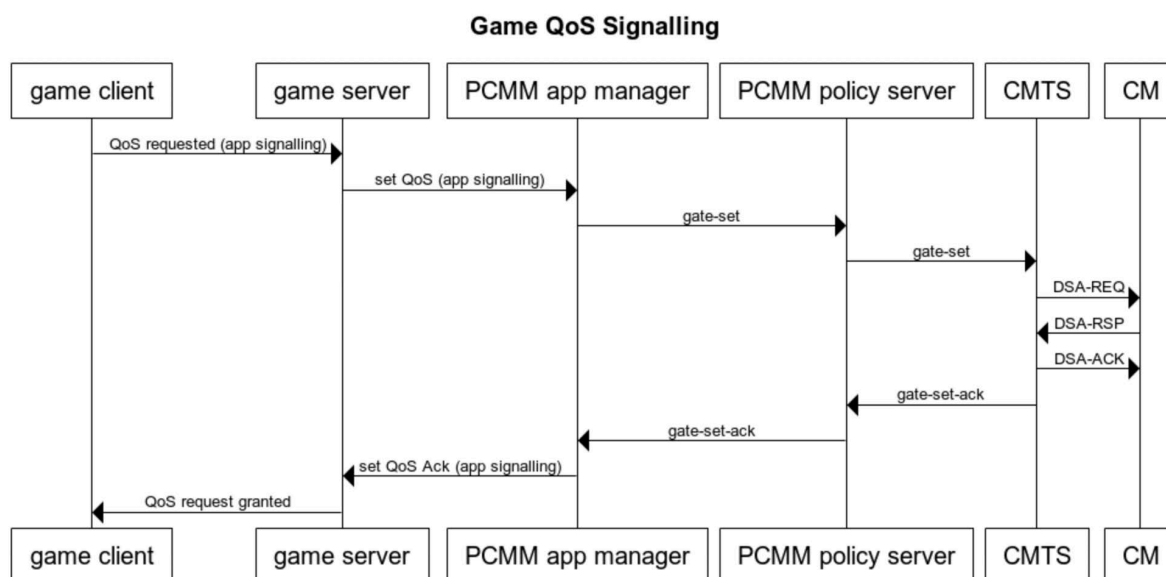 Game QoS Signalling
game client game server PCMM app manager PCMM policy server CMTS CM
QoS requested (app signalling)
set QoS (app signalling)
gate-set
gate-set
DSA-REQ
DSA-RSP
DSA-ACK
gate-set-ack
gate-set-ack
set QoS Ack (app signalling)
QoS request granted
game client game server PCMM app manager PCMM policy server CMTS CM